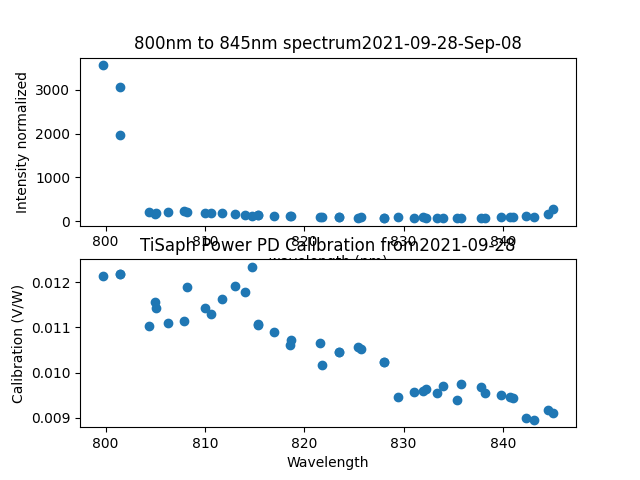 800nm to 845nm spectrum2021-09-28-Sep-08
Intensity normalized
3000
2000
1000
0
800 810 820 830 840
wavelength (nm)
TiSaph Power PD Calibration from2021-09-28
Calibration (V/W)
0.012
0.011
0.010
0.009
800 810 820 830 840
Wavelength